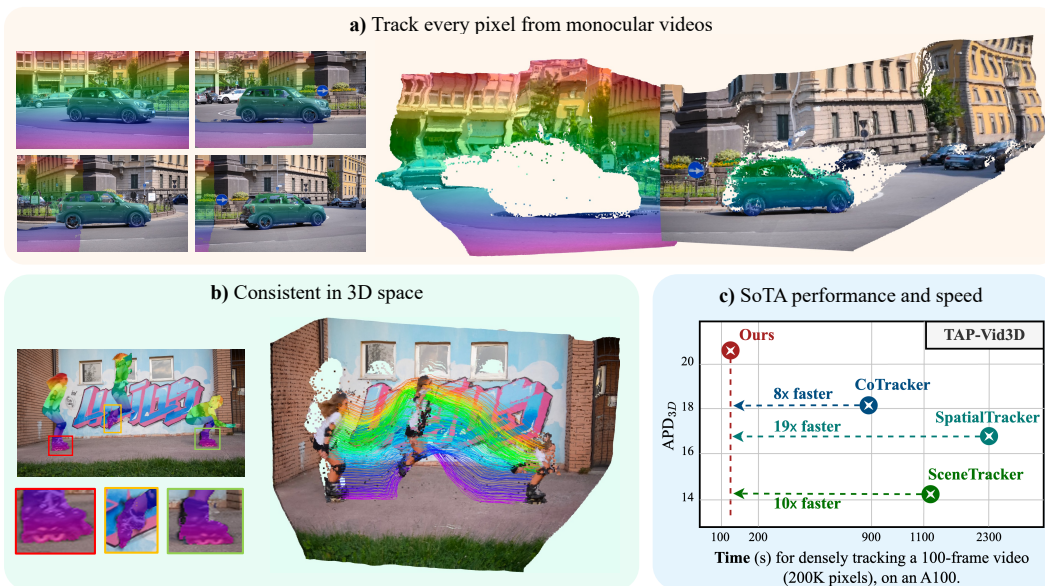 a) Track every pixel from monocular videos
b) Consistent in 3D space
c) SoTA performance and speed
TAP-Vid3D
Ours
20
CoTracker
8x faster
18
SpatialTracker
19x faster
APD3D
16
SceneTracker
14
10x faster
100 200 900 1100 2300
Time (s) for densely tracking a 100-frame video
(200K pixels), on an A100.